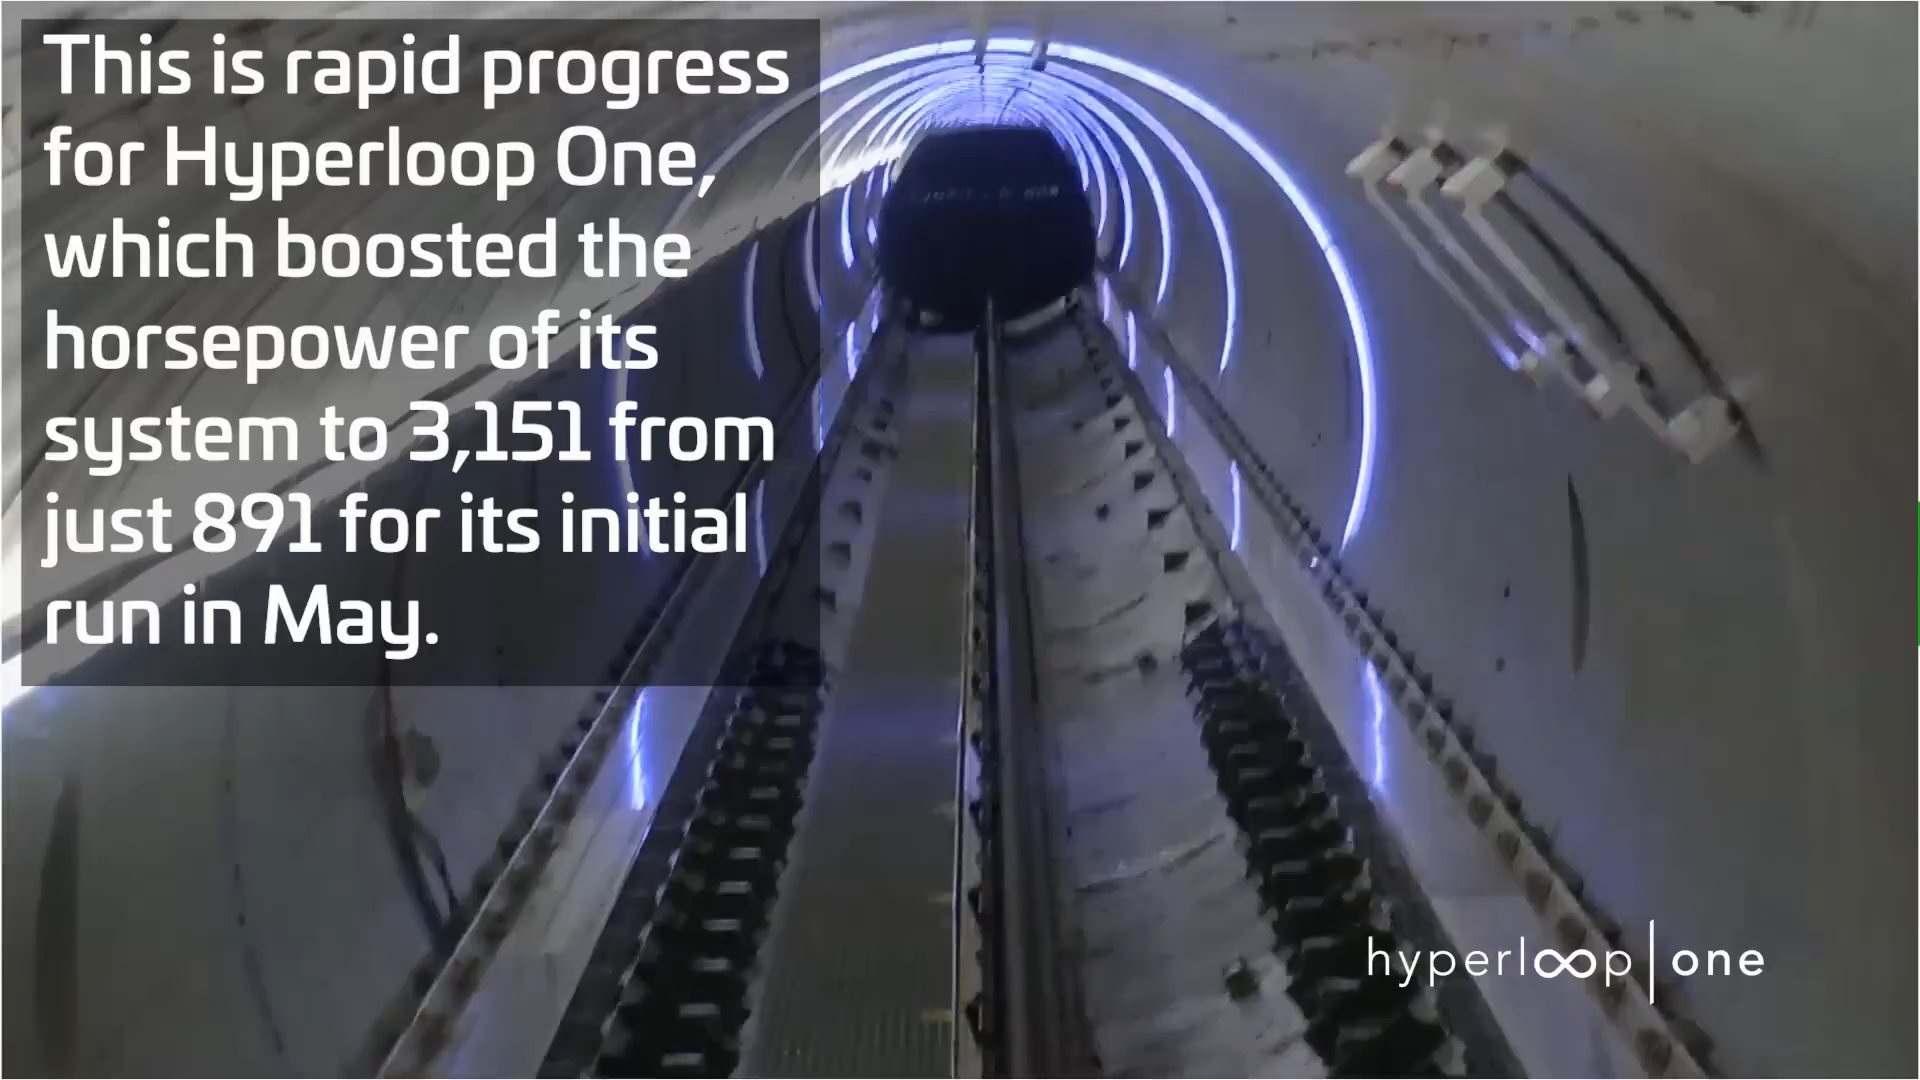 This is rapid progress
for Hyperloop One,
which boosted the
horsepower of its
system to 3,151 from
just 891 for its initial
run in May.
hyperloop | one